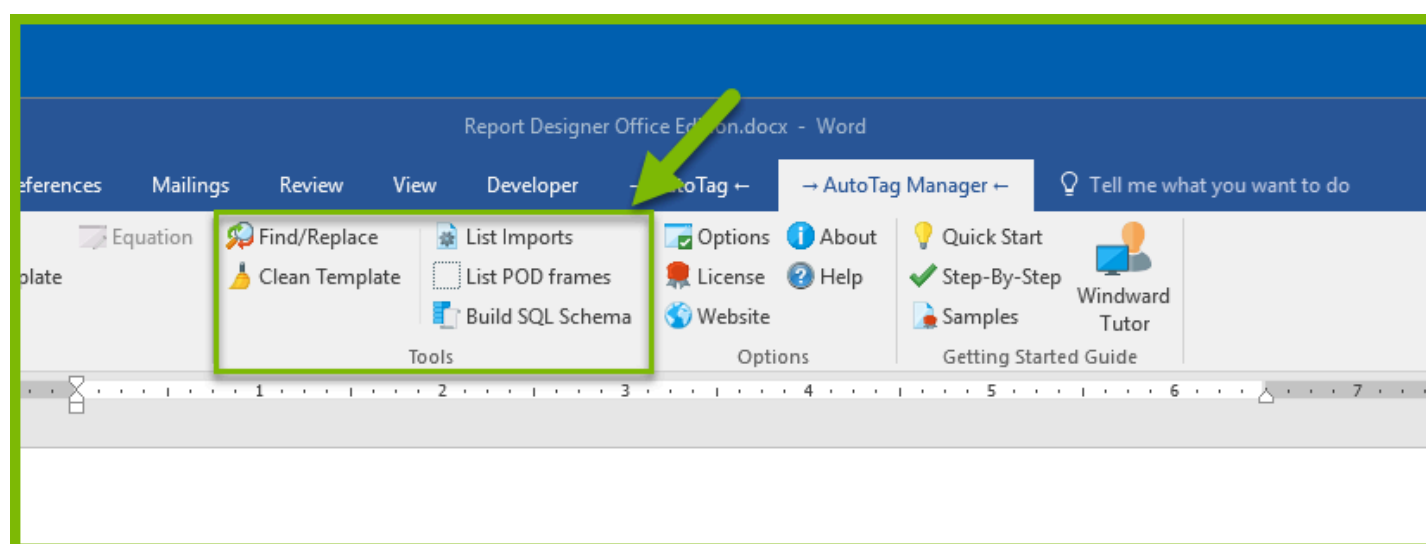 Report Designer Office Edition.docx - Word
eferences Mailings Review View Developer → AutoTag ← → AutoTag Manager ← Tell me what you want to do
Equation Find/Replace List Imports Options About Quick Start
plate Clean Template List POD frames License Help Step-By-Step
Build SQL Schema Website Samples
Windward
Tutor
Tools Options Getting Started Guide
1 2 3 4 5 6 7